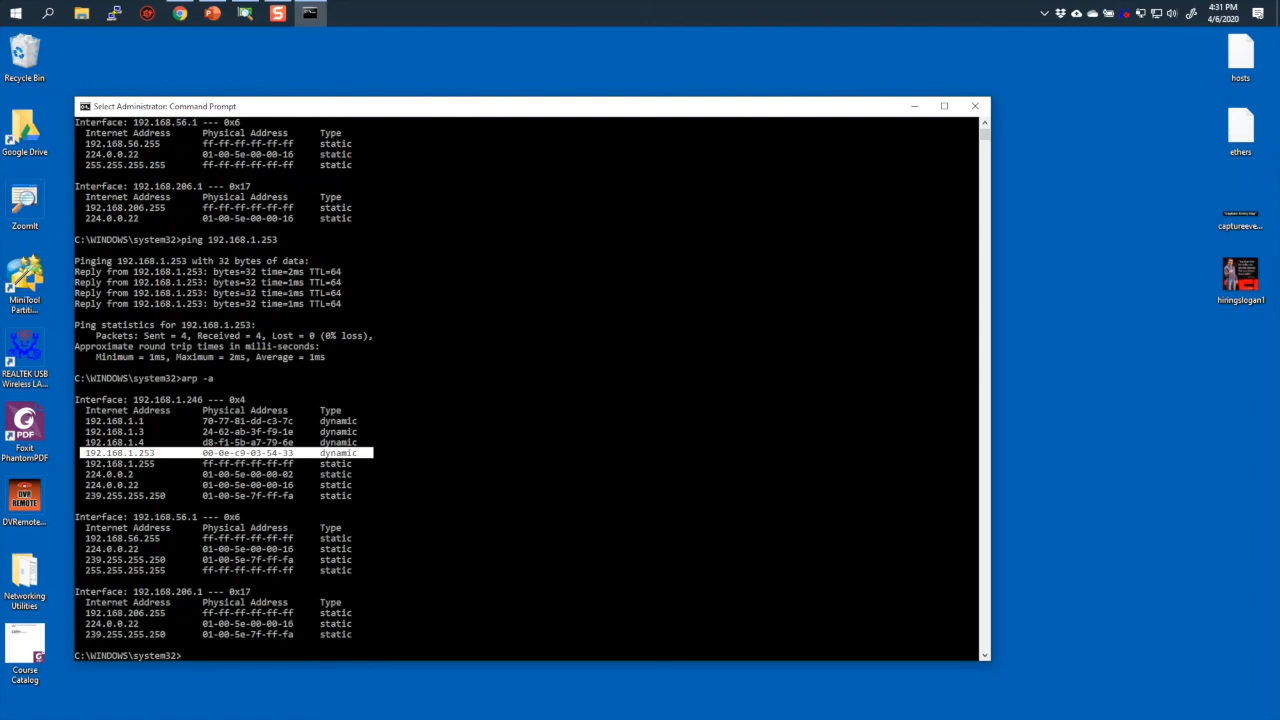 4:31 PM
4/6/2020
Recycle Bin
Google Drive
ZoomIt
MiniTool
Partiti...
REALTEK USB
Wireless LA...
PDF
Foxit
PhantomPDF
DVR
REMOTE
DVRemote...
Networking
Utilities
Course
Catalog
hosts
ethers
captureeve...
hiringslogan1
Select Administrator: Command Prompt
Interface: 192.168.56.1 --- 0x6
Internet Address Physical Address Type
192.168.56.255 ff-ff-ff-ff-ff-ff static
224.0.0.22 01-00-5e-00-00-16 static
255.255.255.255 ff-ff-ff-ff-ff-ff static
Interface: 192.168.206.1 --- 0x17
Internet Address Physical Address Type
192.168.206.255 ff-ff-ff-ff-ff-ff static
224.0.0.22 01-00-5e-00-00-16 static
C:\WINDOWS\system32>ping 192.168.1.253
Pinging 192.168.1.253 with 32 bytes of data:
Reply from 192.168.1.253: bytes=32 time=2ms TTL=64
Reply from 192.168.1.253: bytes=32 time=1ms TTL=64
Reply from 192.168.1.253: bytes=32 time=1ms TTL=64
Reply from 192.168.1.253: bytes=32 time=1ms TTL=64
Ping statistics for 192.168.1.253:
Packets: Sent = 4, Received = 4, Lost = 0 (0% loss),
Approximate round trip times in milli-seconds:
Minimum = 1ms, Maximum = 2ms, Average = 1ms
C:\WINDOWS\system32>arp -a
Interface: 192.168.1.246 --- 0x4
Internet Address Physical Address Type
192.168.1.1 70-77-81-dd-c3-7c dynamic
192.168.1.3 24-62-ab-3f-f9-1e dynamic
192.168.1.4 d8-f1-5b-a7-79-6e dynamic
192.168.1.253 00-0e-c9-03-54-33 dynamic
192.168.1.255 ff-ff-ff-ff-ff-ff static
224.0.0.2 01-00-5e-00-00-02 static
224.0.0.22 01-00-5e-00-00-16 static
239.255.255.250 01-00-5e-7f-ff-fa static
Interface: 192.168.56.1 --- 0x6
Internet Address Physical Address Type
192.168.56.255 ff-ff-ff-ff-ff-ff static
224.0.0.22 01-00-5e-00-00-16 static
239.255.255.250 01-00-5e-7f-ff-fa static
255.255.255.255 ff-ff-ff-ff-ff-ff static
Interface: 192.168.206.1 --- 0x17
Internet Address Physical Address Type
192.168.206.255 ff-ff-ff-ff-ff-ff static
224.0.0.22 01-00-5e-00-00-16 static
239.255.255.250 01-00-5e-7f-ff-fa static
C:\WINDOWS\system32>